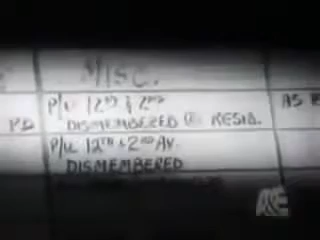 MISC.
P/U 12TH & 2ND
DISMEMBERED @ RESID.
AS
PD
P/U 12TH & 2ND AV.
DISMEMBERED
A&E